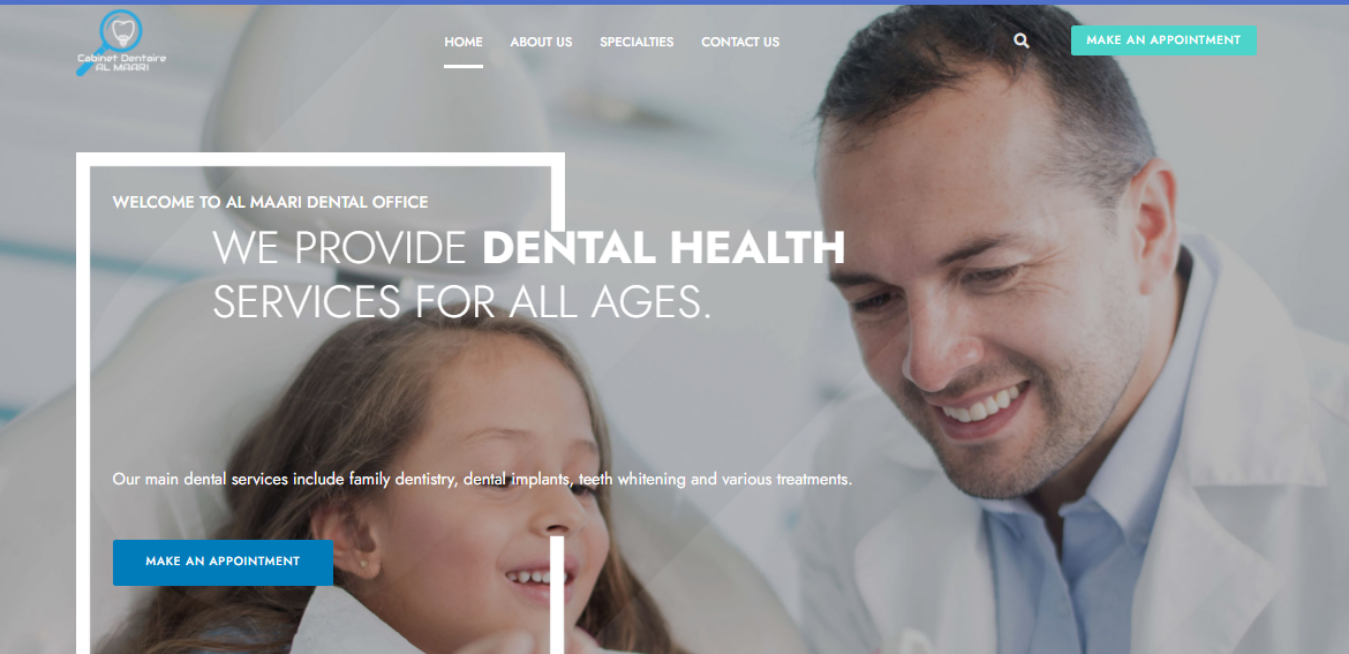 Cabinet Dentaire
AL MAARI
HOME ABOUT US SPECIALTIES CONTACT US
MAKE AN APPOINTMENT
WELCOME TO AL MAARI DENTAL OFFICE
WE PROVIDE DENTAL HEALTH
SERVICES FOR ALL AGES.
Our main dental services include family dentistry, dental implants, teeth whitening and various treatments.
MAKE AN APPOINTMENT